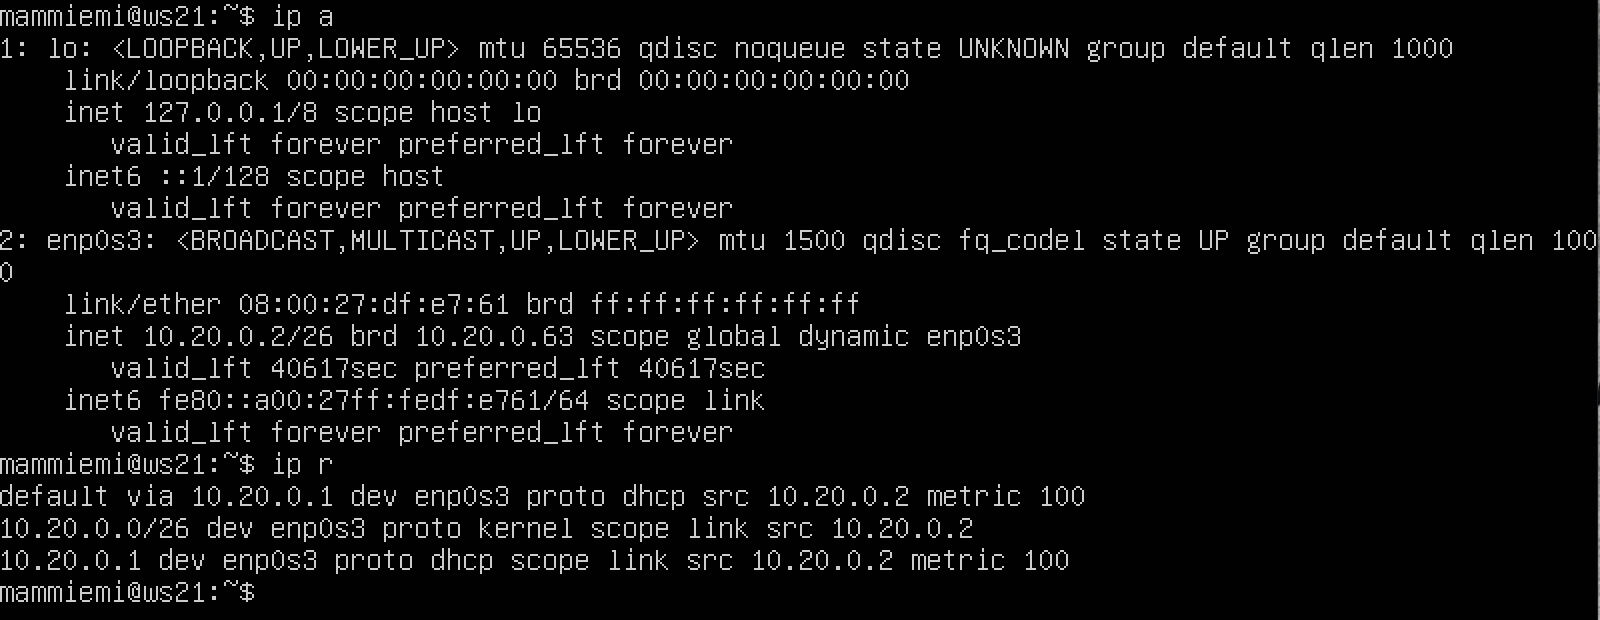 mammiemi@ws21:~$ ip a
1: lo: <LOOPBACK,UP,LOWER_UP> mtu 65536 qdisc noqueue state UNKNOWN group default qlen 1000
    link/loopback 00:00:00:00:00:00 brd 00:00:00:00:00:00
    inet 127.0.0.1/8 scope host lo
       valid_lft forever preferred_lft forever
    inet6 ::1/128 scope host
       valid_lft forever preferred_lft forever
2: enp0s3: <BROADCAST,MULTICAST,UP,LOWER_UP> mtu 1500 qdisc fq_codel state UP group default qlen 100
0
    link/ether 08:00:27:df:e7:61 brd ff:ff:ff:ff:ff:ff
    inet 10.20.0.2/26 brd 10.20.0.63 scope global dynamic enp0s3
       valid_lft 40617sec preferred_lft 40617sec
    inet6 fe80::a00:27ff:fedf:e761/64 scope link
       valid_lft forever preferred_lft forever
mammiemi@ws21:~$ ip r
default via 10.20.0.1 dev enp0s3 proto dhcp src 10.20.0.2 metric 100
10.20.0.0/26 dev enp0s3 proto kernel scope link src 10.20.0.2
10.20.0.1 dev enp0s3 proto dhcp scope link src 10.20.0.2 metric 100
mammiemi@ws21:~$